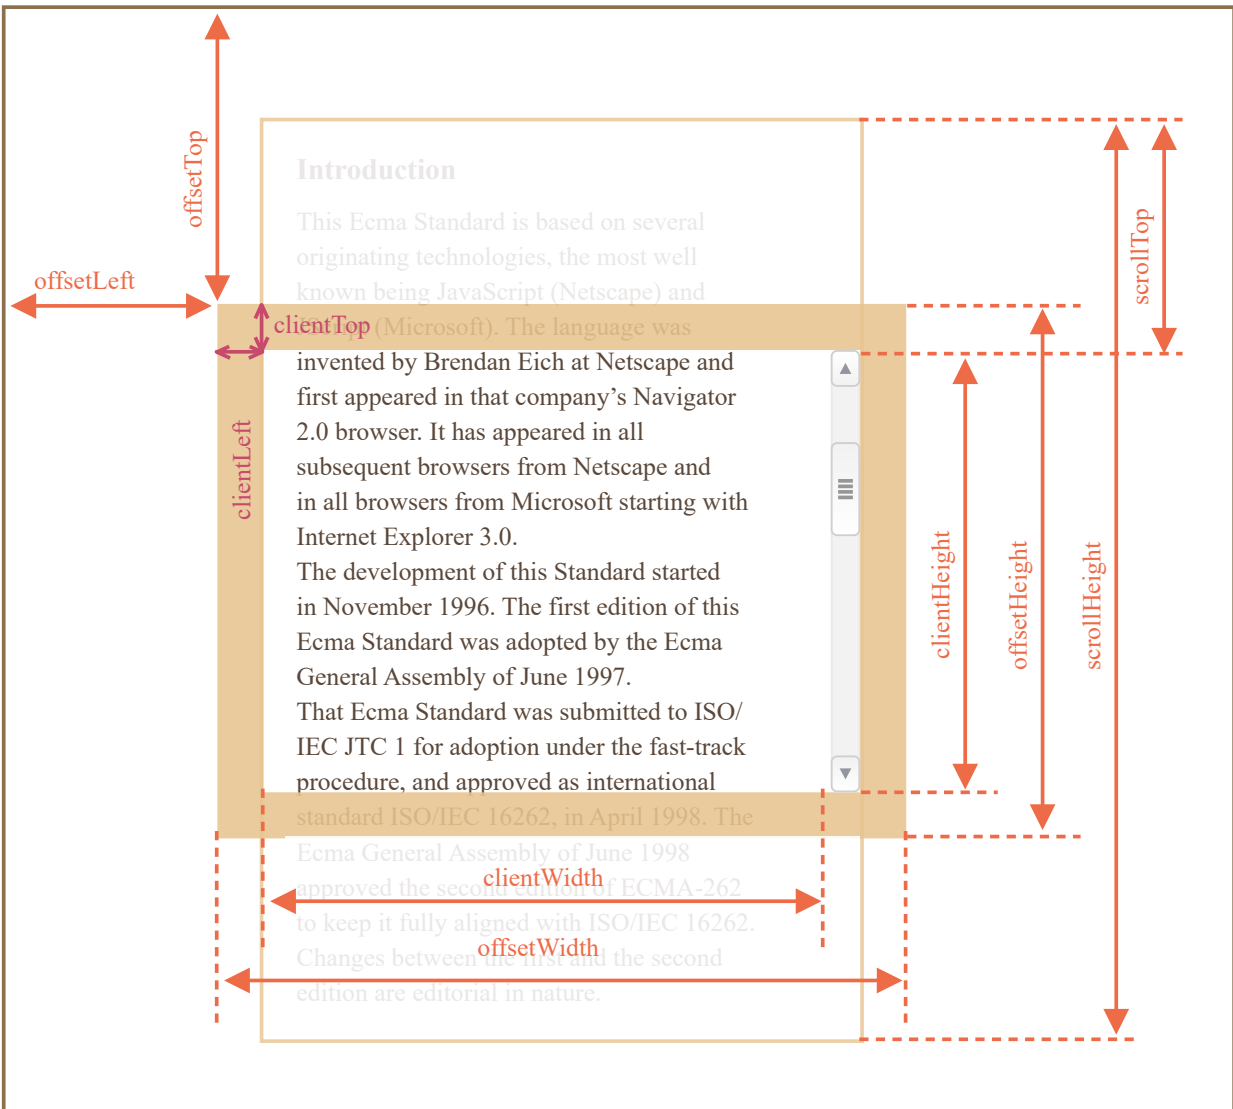 offsetTop
offsetLeft
Introduction
This Ecma Standard is based on several
originating technologies, the most well
known being JavaScript (Netscape) and
clientTop
(Microsoft). The language was
invented by Brendan Eich at Netscape and
first appeared in that company’s Navigator
2.0 browser. It has appeared in all
subsequent browsers from Netscape and
in all browsers from Microsoft starting with
Internet Explorer 3.0.
The development of this Standard started
in November 1996. The first edition of this
Ecma Standard was adopted by the Ecma
General Assembly of June 1997.
That Ecma Standard was submitted to ISO/
IEC JTC 1 for adoption under the fast-track
procedure, and approved as international
standard ISO/IEC 16262, in April 1998. The
Ecma General Assembly of June 1998
approved the second edition of ECMA-262
to keep it fully aligned with ISO/IEC 16262.
Changes between the first and the second
edition are editorial in nature.
clientLeft
clientWidth
offsetWidth
clientHeight
offsetHeight
scrollHeight
scrollTop